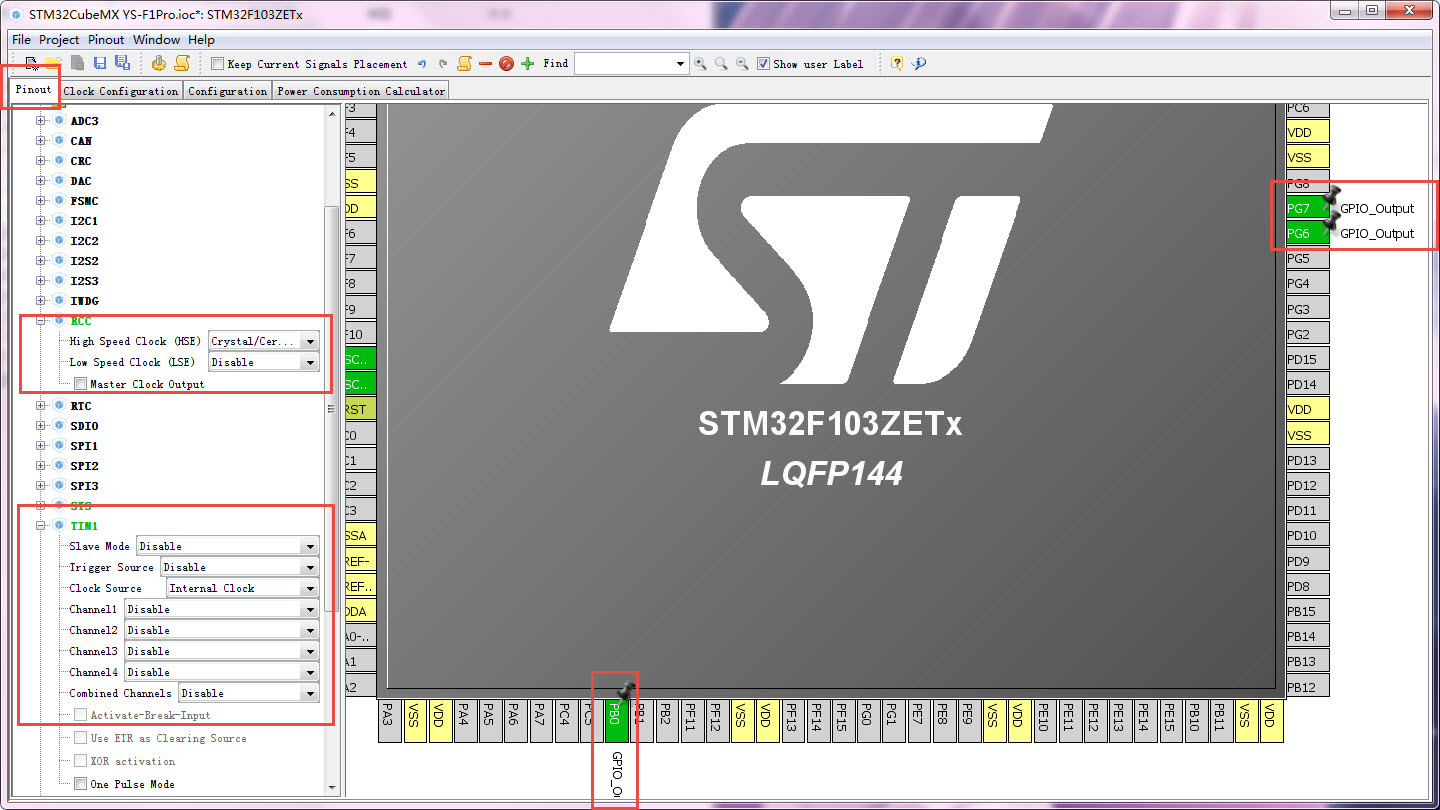 STM32CubeMX YS-F1Pro.ioc*: STM32F103ZETx
File Project Pinout Window Help
Keep Current Signals Placement Find Show user Label
Pinout Clock Configuration Configuration Power Consumption Calculator
ADC3
CAN
CRC
DAC
FSMC
I2C1
I2C2
I2S2
I2S3
IWDG
RCC
High Speed Clock (HSE) Crystal/Cer...
Low Speed Clock (LSE) Disable
Master Clock Output
RTC
SDIO
SPI1
SPI2
SPI3
SYS
TIM1
Slave Mode Disable
Trigger Source Disable
Clock Source Internal Clock
Channel1 Disable
Channel2 Disable
Channel3 Disable
Channel4 Disable
Combined Channels Disable
Activate-Break-Input
Use ETR as Clearing Source
XOR activation
One Pulse Mode
F3
F4
F5
SS
DD
F6
F7
F8
F9
F10
SC..
SC..
RST
C0
C1
C2
C3
SSA
REF-
REF..
DDA
A0-..
A1
A2
ST
STM32F103ZETx
LQFP144
PC6
VDD
VSS
PG8
PG7 GPIO_Output
PG6 GPIO_Output
PG5
PG4
PG3
PG2
PD15
PD14
VDD
VSS
PD13
PD12
PD11
PD10
PD9
PD8
PB15
PB14
PB13
PB12
PA3
VSS
VDD
PA4
PA5
PA6
PA7
PC4
PC5
PB0
PB1
PB2
PF11
PF12
VSS
VDD
PF13
PF14
PF15
PG0
PG1
PE7
PE8
PE9
VSS
VDD
PE10
PE11
PE12
PE13
PE14
PE15
PB10
PB11
VSS
VDD
GPIO_Ou